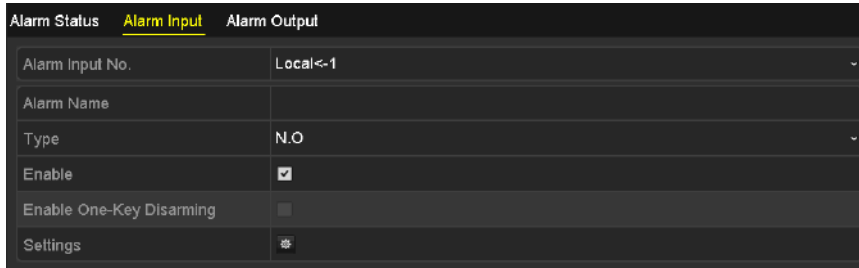 Alarm Status Alarm Input Alarm Output
Alarm Input No. Local<-1
Alarm Name
Type N.O
Enable
Enable One-Key Disarming
Settings